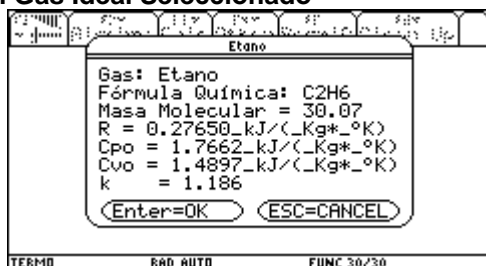 Gas Ideal Seleccionado
Etano
Gas: Etano
Fórmula Química: C2H6
Masa Molecular = 30.07
R = 0.27650_kJ/(_Kg*_°K)
Cpo = 1.7662_kJ/(_Kg*_°K)
Cvo = 1.4897_kJ/(_Kg*_°K)
k = 1.186
Enter=OK
ESC=CANCEL
TERMO RAD AUTO FUNC 30/30